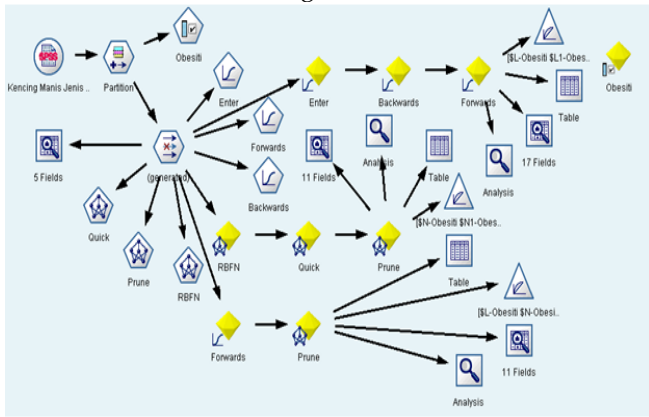 SPSS
Kencing Manis Jenis ..
Partition
Obesiti
Enter
Enter
Backwards
Forwards
[$L-Obesiti $L1-Obes..
Obesiti
Table
5 Fields
(generated)
Forwards
11 Fields
Analysis
Table
Analysis
17 Fields
Quick
Backwards
[$N-Obesiti $N1-Obes..
Prune
RBFN
RBFN
Quick
Prune
Table
[$L-Obesiti $N-Obesi..
Forwards
Prune
11 Fields
Analysis